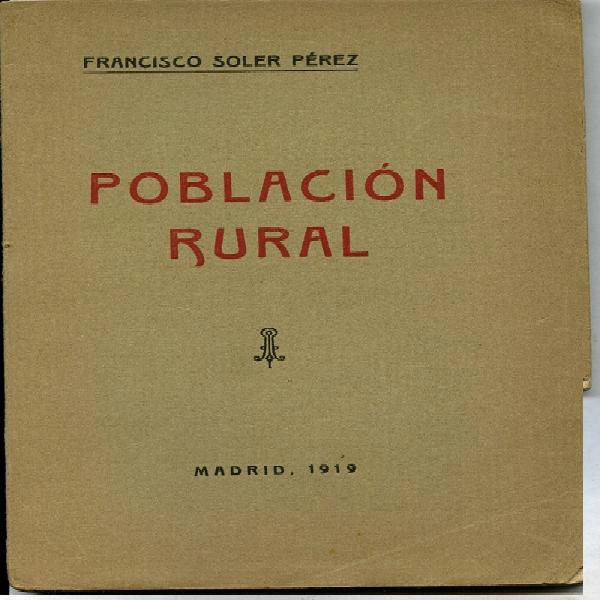 FRANCISCO SOLER PÉREZ
POBLACIÓN
RURAL
MADRID, 1919